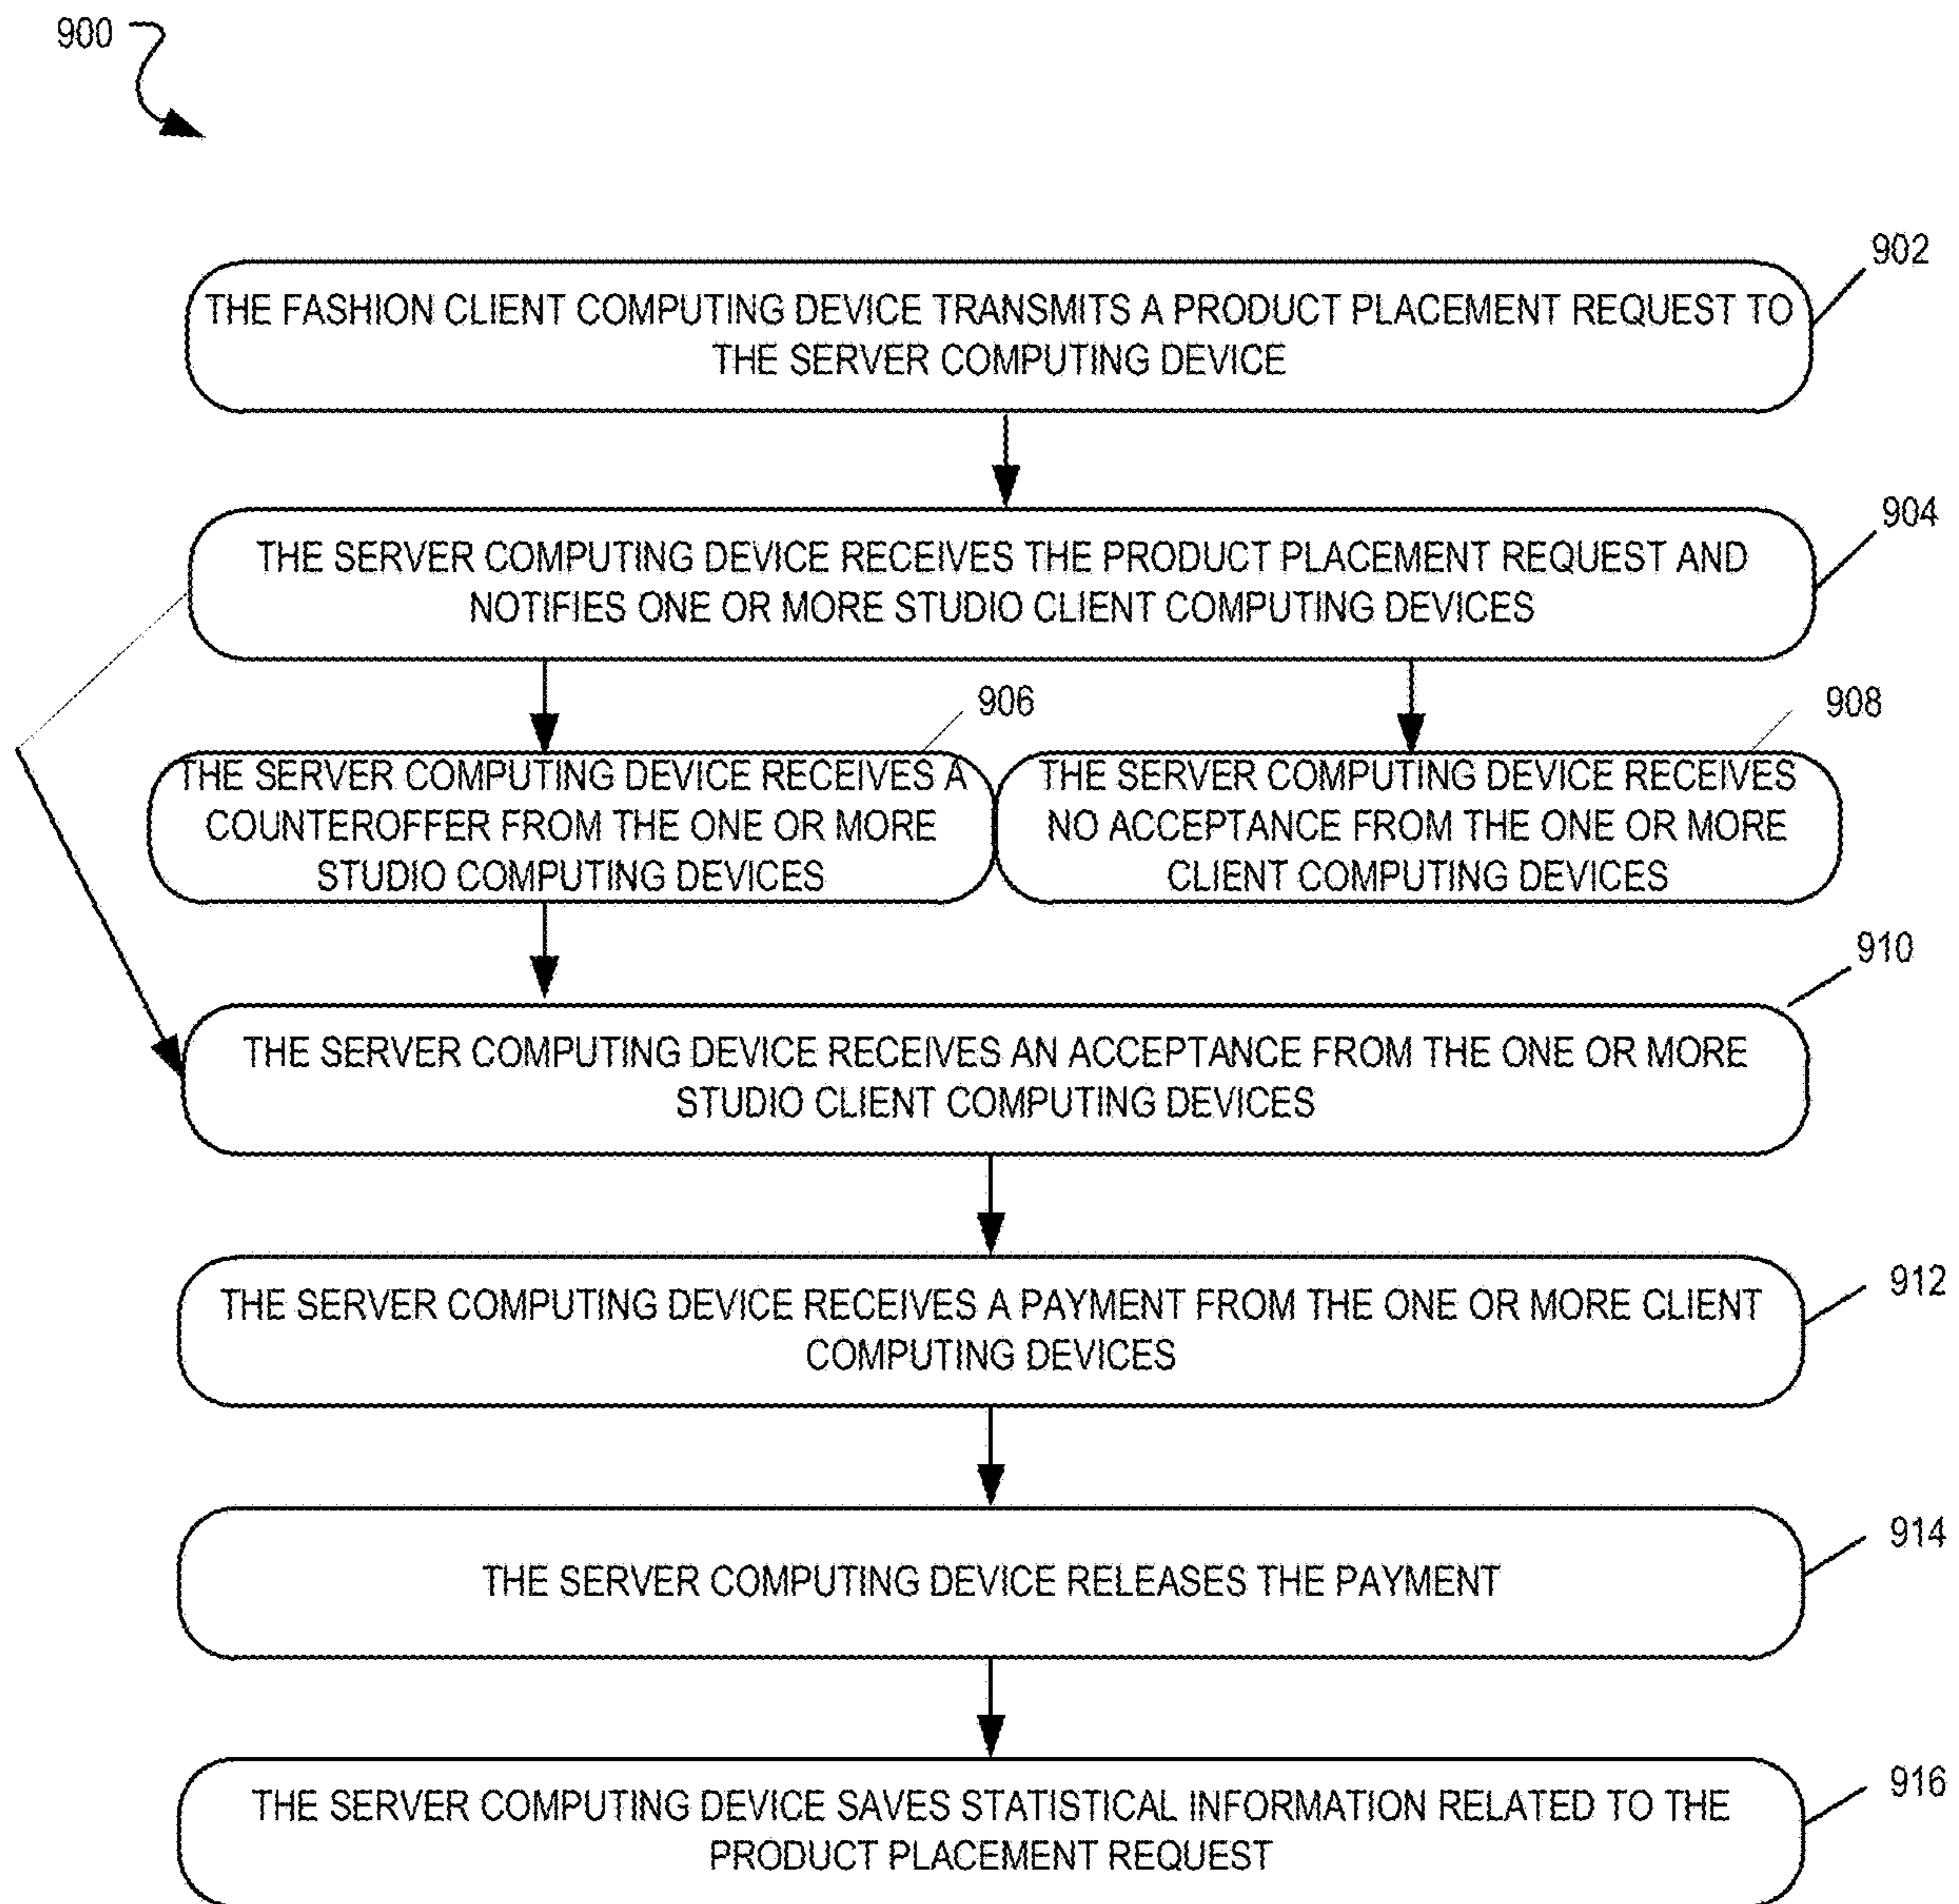 900
902
THE FASHION CLIENT COMPUTING DEVICE TRANSMITS A PRODUCT PLACEMENT REQUEST TO
THE SERVER COMPUTING DEVICE
904
THE SERVER COMPUTING DEVICE RECEIVES THE PRODUCT PLACEMENT REQUEST AND
NOTIFIES ONE OR MORE STUDIO CLIENT COMPUTING DEVICES
906
THE SERVER COMPUTING DEVICE RECEIVES A
COUNTEROFFER FROM THE ONE OR MORE
STUDIO COMPUTING DEVICES
908
THE SERVER COMPUTING DEVICE RECEIVES
NO ACCEPTANCE FROM THE ONE OR MORE
CLIENT COMPUTING DEVICES
910
THE SERVER COMPUTING DEVICE RECEIVES AN ACCEPTANCE FROM THE ONE OR MORE
STUDIO CLIENT COMPUTING DEVICES
912
THE SERVER COMPUTING DEVICE RECEIVES A PAYMENT FROM THE ONE OR MORE CLIENT
COMPUTING DEVICES
914
THE SERVER COMPUTING DEVICE RELEASES THE PAYMENT
916
THE SERVER COMPUTING DEVICE SAVES STATISTICAL INFORMATION RELATED TO THE
PRODUCT PLACEMENT REQUEST